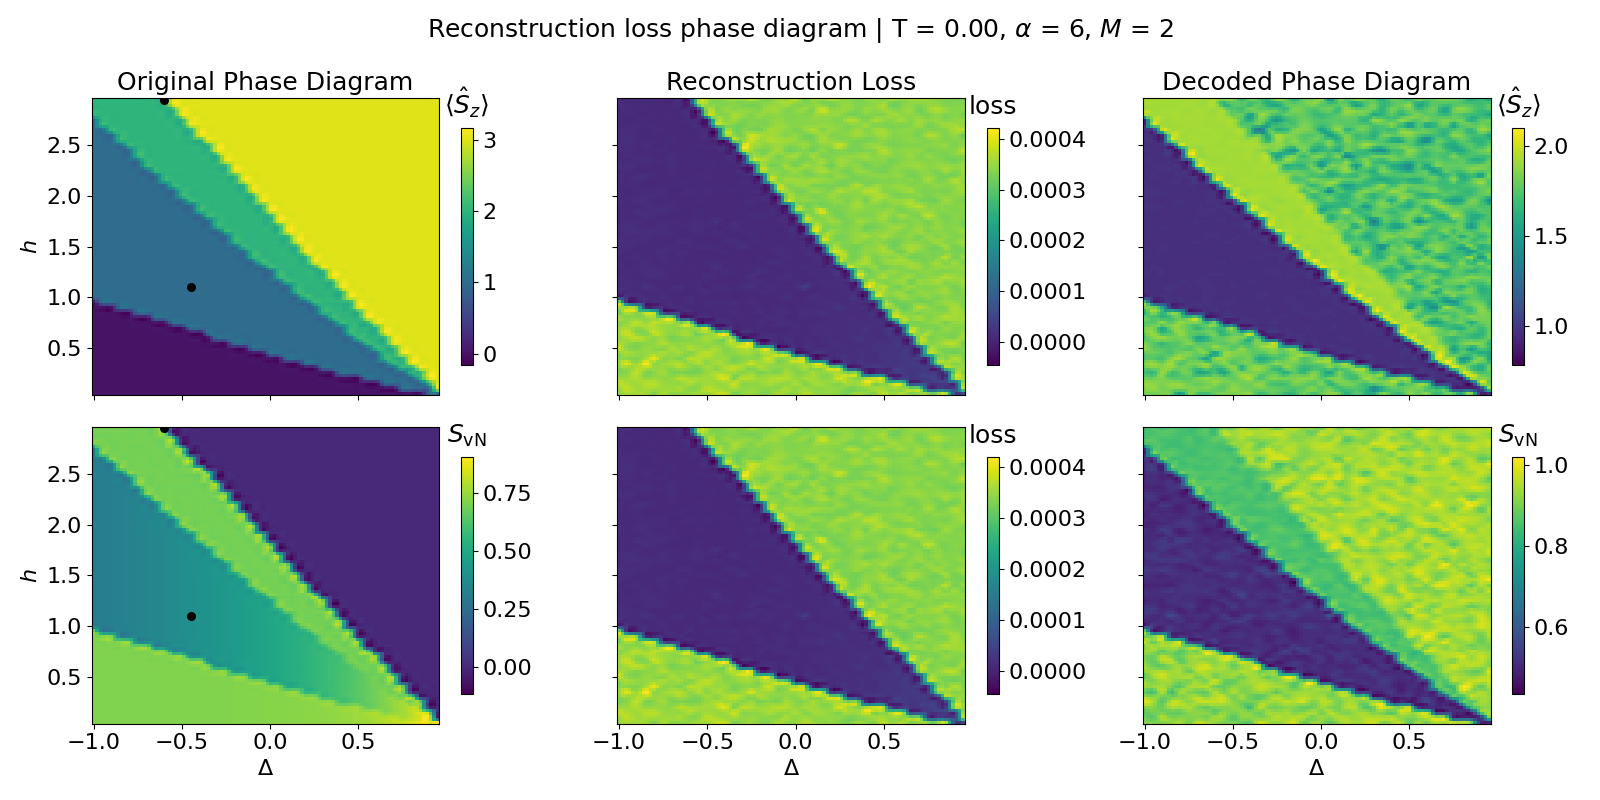 Reconstruction loss phase diagram | T = 0.00, α = 6, M = 2
Original Phase Diagram
⟨Ŝz⟩
h
2.5
2.0
1.5
1.0
0.5
3
2
1
0
Reconstruction Loss
loss
0.0004
0.0003
0.0002
0.0001
0.0000
Decoded Phase Diagram
⟨Ŝz⟩
2.0
1.5
1.0
SvN
h
2.5
2.0
1.5
1.0
0.5
−1.0 −0.5 0.0 0.5
Δ
0.75
0.50
0.25
0.00
loss
−1.0 −0.5 0.0 0.5
Δ
0.0004
0.0003
0.0002
0.0001
0.0000
SvN
−1.0 −0.5 0.0 0.5
Δ
1.0
0.8
0.6